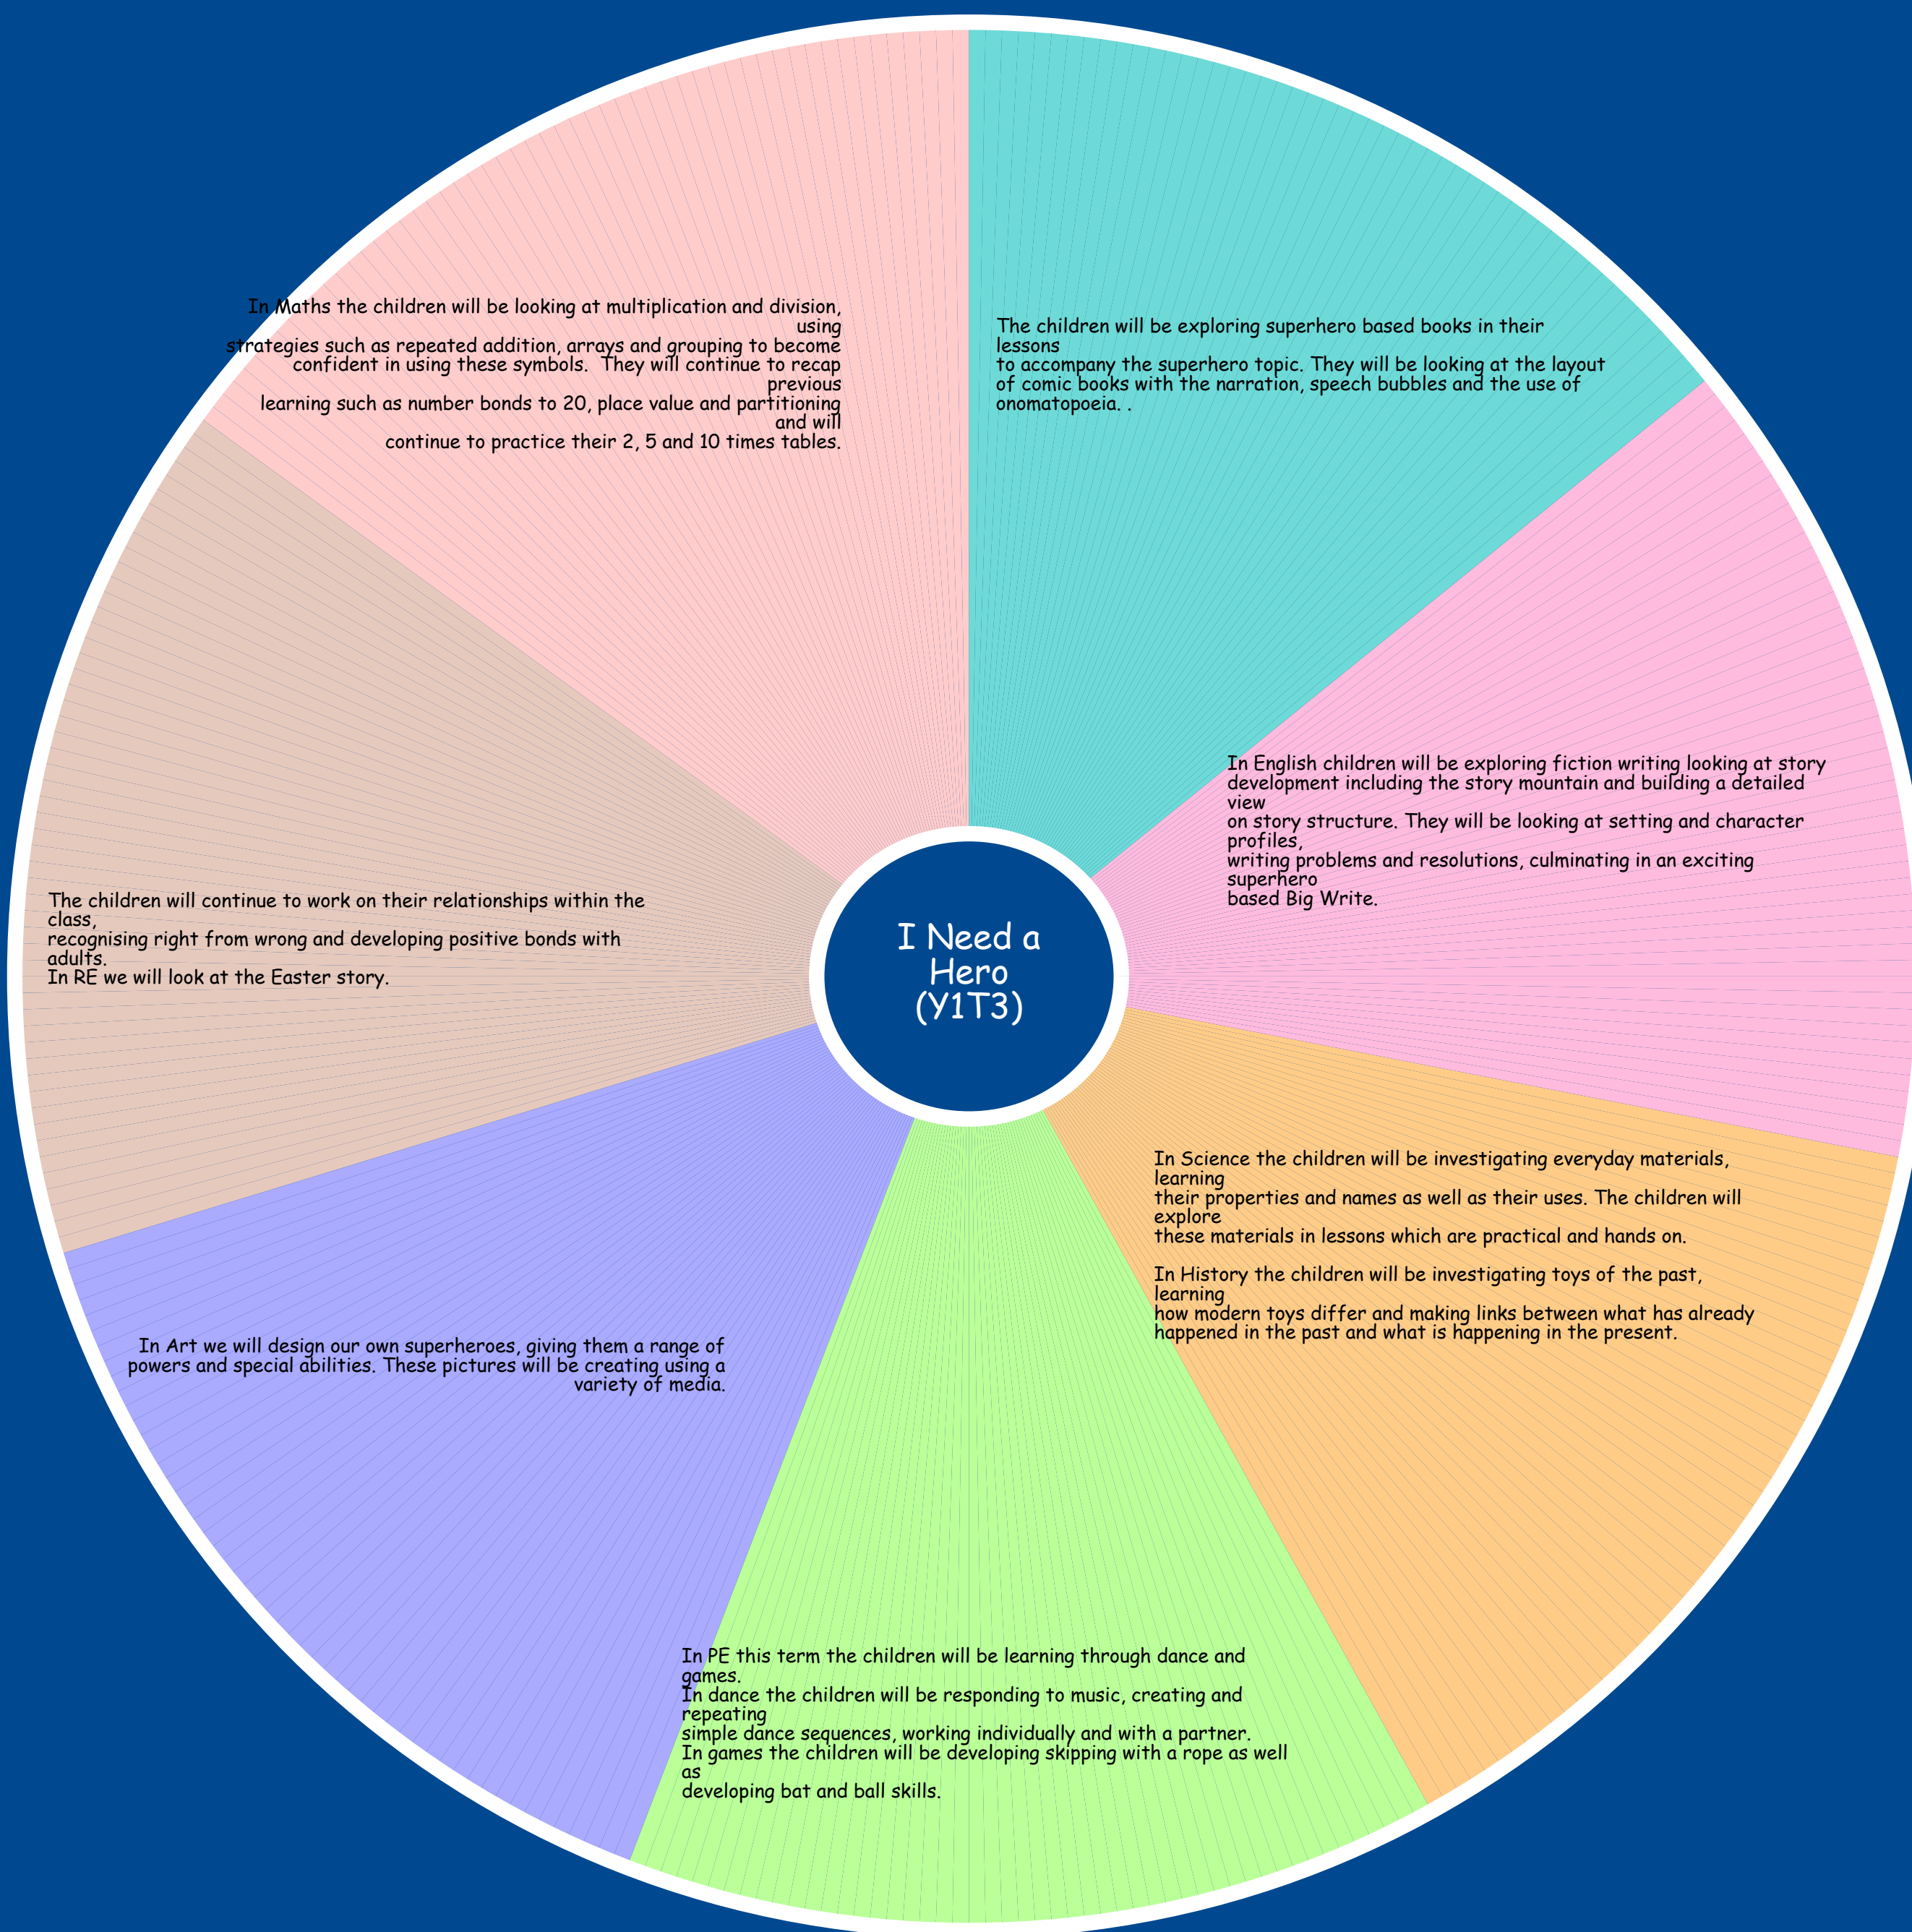 In Maths the children will be looking at multiplication and division,
using
strategies such as repeated addition, arrays and grouping to become
confident in using these symbols.  They will continue to recap
previous
learning such as number bonds to 20, place value and partitioning
and will
continue to practice their 2, 5 and 10 times tables.
The children will be exploring superhero based books in their
lessons
to accompany the superhero topic. They will be looking at the layout
of comic books with the narration, speech bubbles and the use of
onomatopoeia. .
In English children will be exploring fiction writing looking at story
development including the story mountain and building a detailed
view
on story structure. They will be looking at setting and character
profiles,
writing problems and resolutions, culminating in an exciting
superhero
based Big Write.
The children will continue to work on their relationships within the
class,
recognising right from wrong and developing positive bonds with
adults.
In RE we will look at the Easter story.
I Need a
Hero
(Y1T3)
In Science the children will be investigating everyday materials,
learning
their properties and names as well as their uses. The children will
explore
these materials in lessons which are practical and hands on.
In History the children will be investigating toys of the past,
learning
how modern toys differ and making links between what has already
happened in the past and what is happening in the present.
In Art we will design our own superheroes, giving them a range of
powers and special abilities. These pictures will be creating using a
variety of media.
In PE this term the children will be learning through dance and
games.
In dance the children will be responding to music, creating and
repeating
simple dance sequences, working individually and with a partner.
In games the children will be developing skipping with a rope as well
as
developing bat and ball skills.